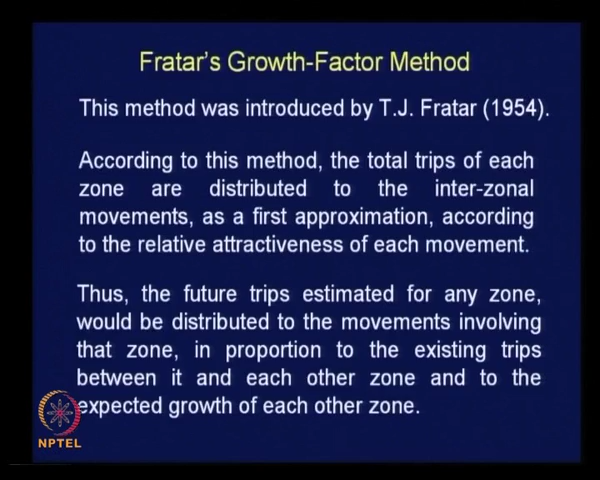 Fratar's Growth-Factor Method
This method was introduced by T.J. Fratar (1954).
According to this method, the total trips of each
zone are distributed to the inter-zonal
movements, as a first approximation, according
to the relative attractiveness of each movement.
Thus, the future trips estimated for any zone,
would be distributed to the movements involving
that zone, in proportion to the existing trips
between it and each other zone and to the
expected growth of each other zone.
NPTEL